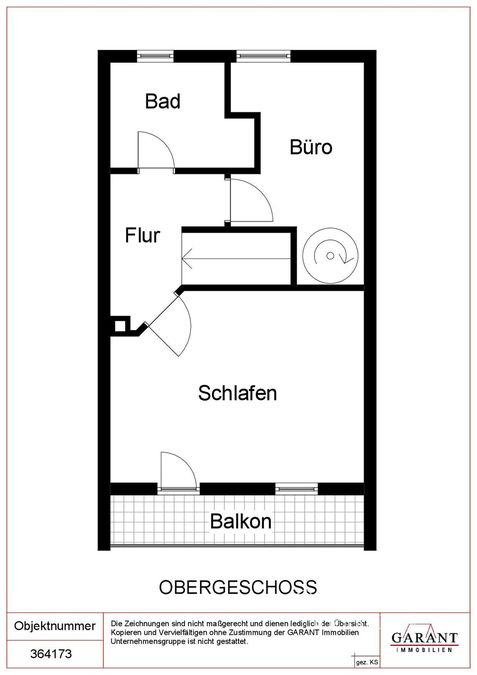 Bad
Büro
Flur
Schlafen
Balkon
OBERGESCHOSS
Objektnummer
364173
Die Zeichnungen sind nicht maßgerecht und dienen lediglich der Übersicht.
Kopieren und Vervielfältigen ohne Zustimmung der GARANT Immobilien
Unternehmensgruppe ist nicht gestattet.
gez. KS
GARANT
IMMOBILIEN